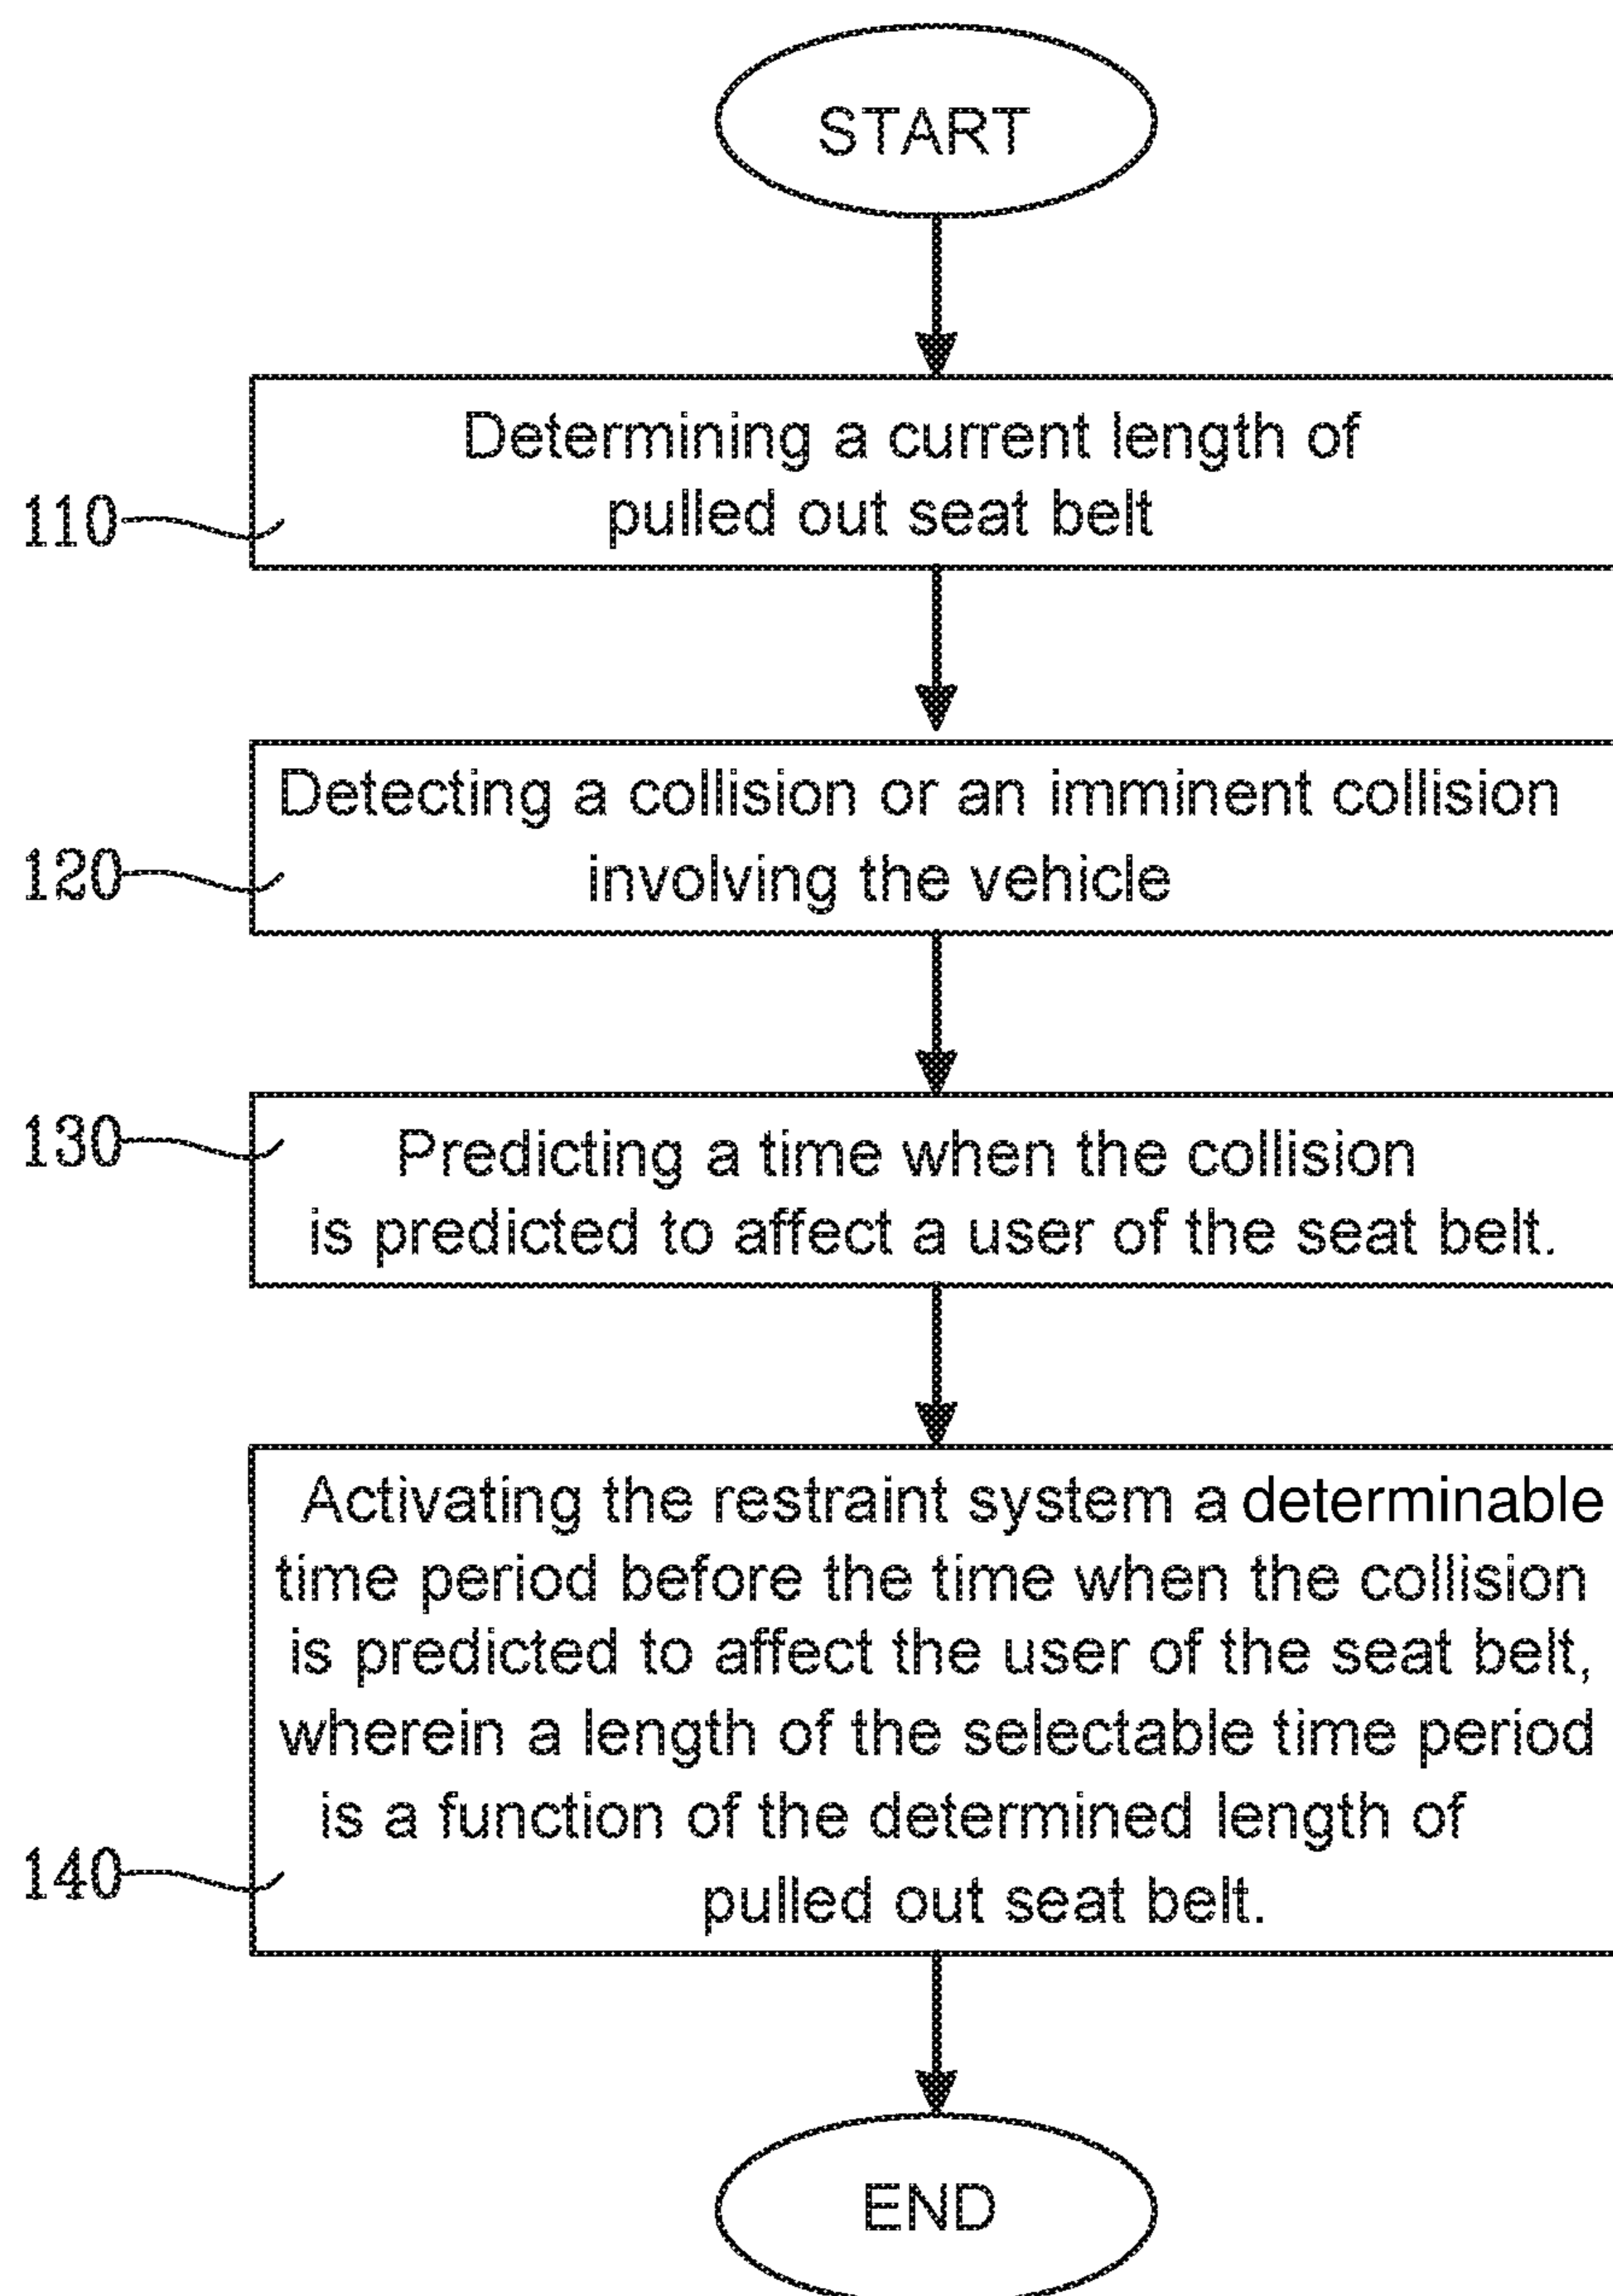 START
Determining a current length of
pulled out seat belt
110
Detecting a collision or an imminent collision
involving the vehicle
120
130
Predicting a time when the collision
is predicted to affect a user of the seat belt.
Activating the restraint system a determinable
time period before the time when the collision
is predicted to affect the user of the seat belt,
wherein a length of the selectable time period
is a function of the determined length of
140
pulled out seat belt.
END